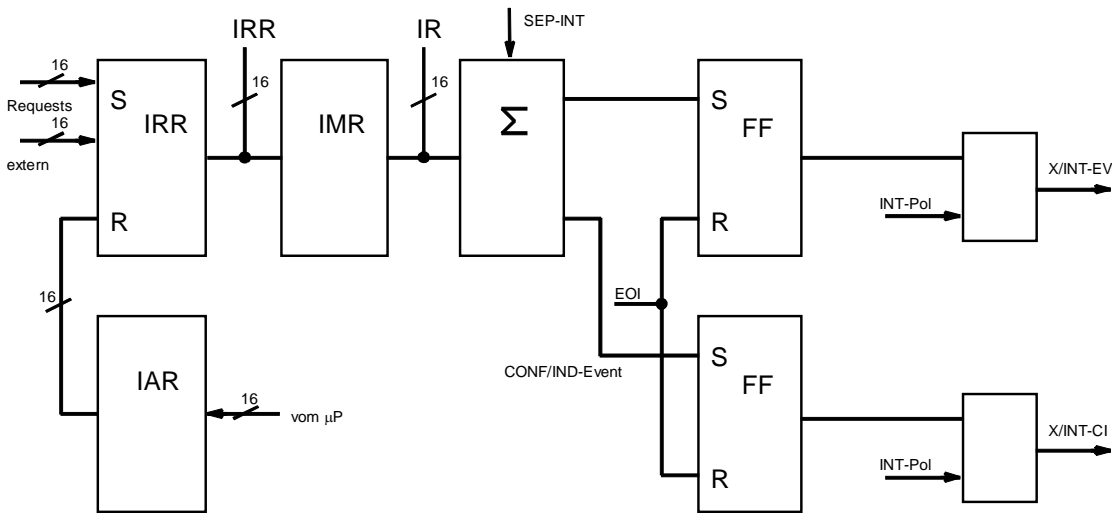 SEP-INT
IRR
IR
16
16
16
S
Requests
IRR
IMR
Σ
S
FF
16
extern
X/INT-EV
INT-Pol
R
R
16
EOI
IAR
CONF/IND-Event
S
FF
16
vom µP
X/INT-CI
INT-Pol
R